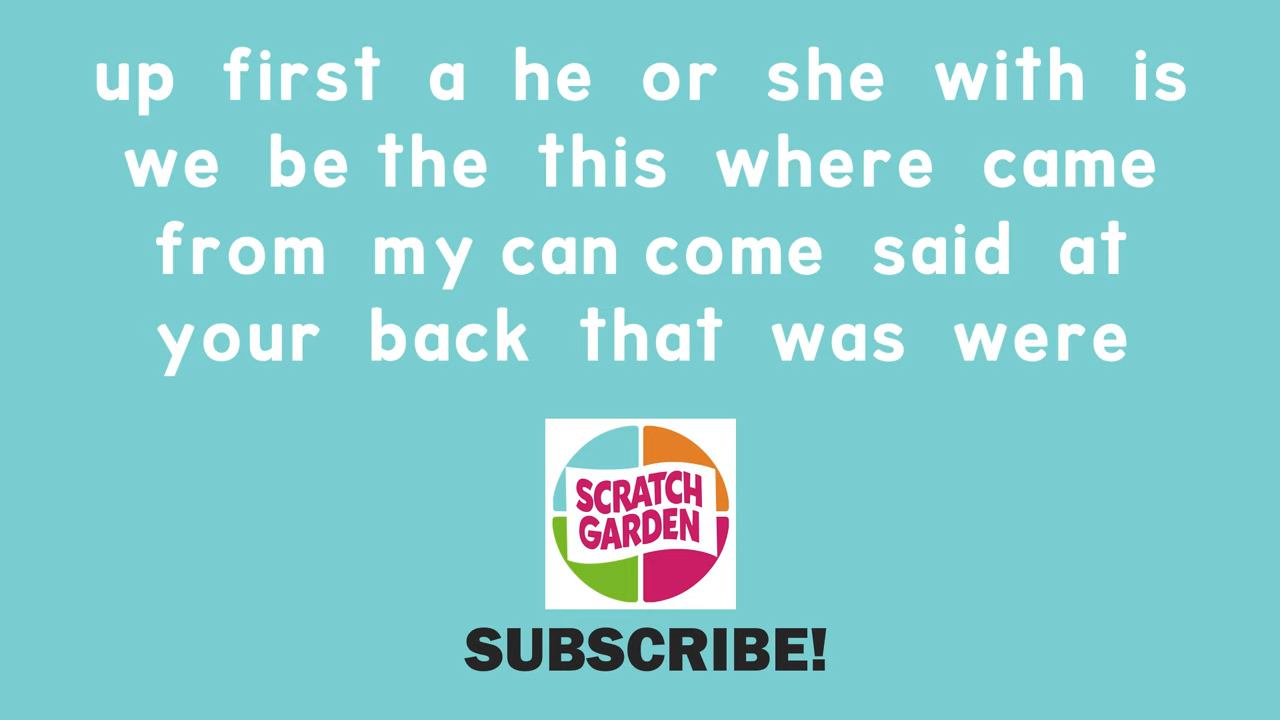 up first a he or she with is
we be the this where came
from my can come said at
your back that was were
SCRATCH
GARDEN
SUBSCRIBE!